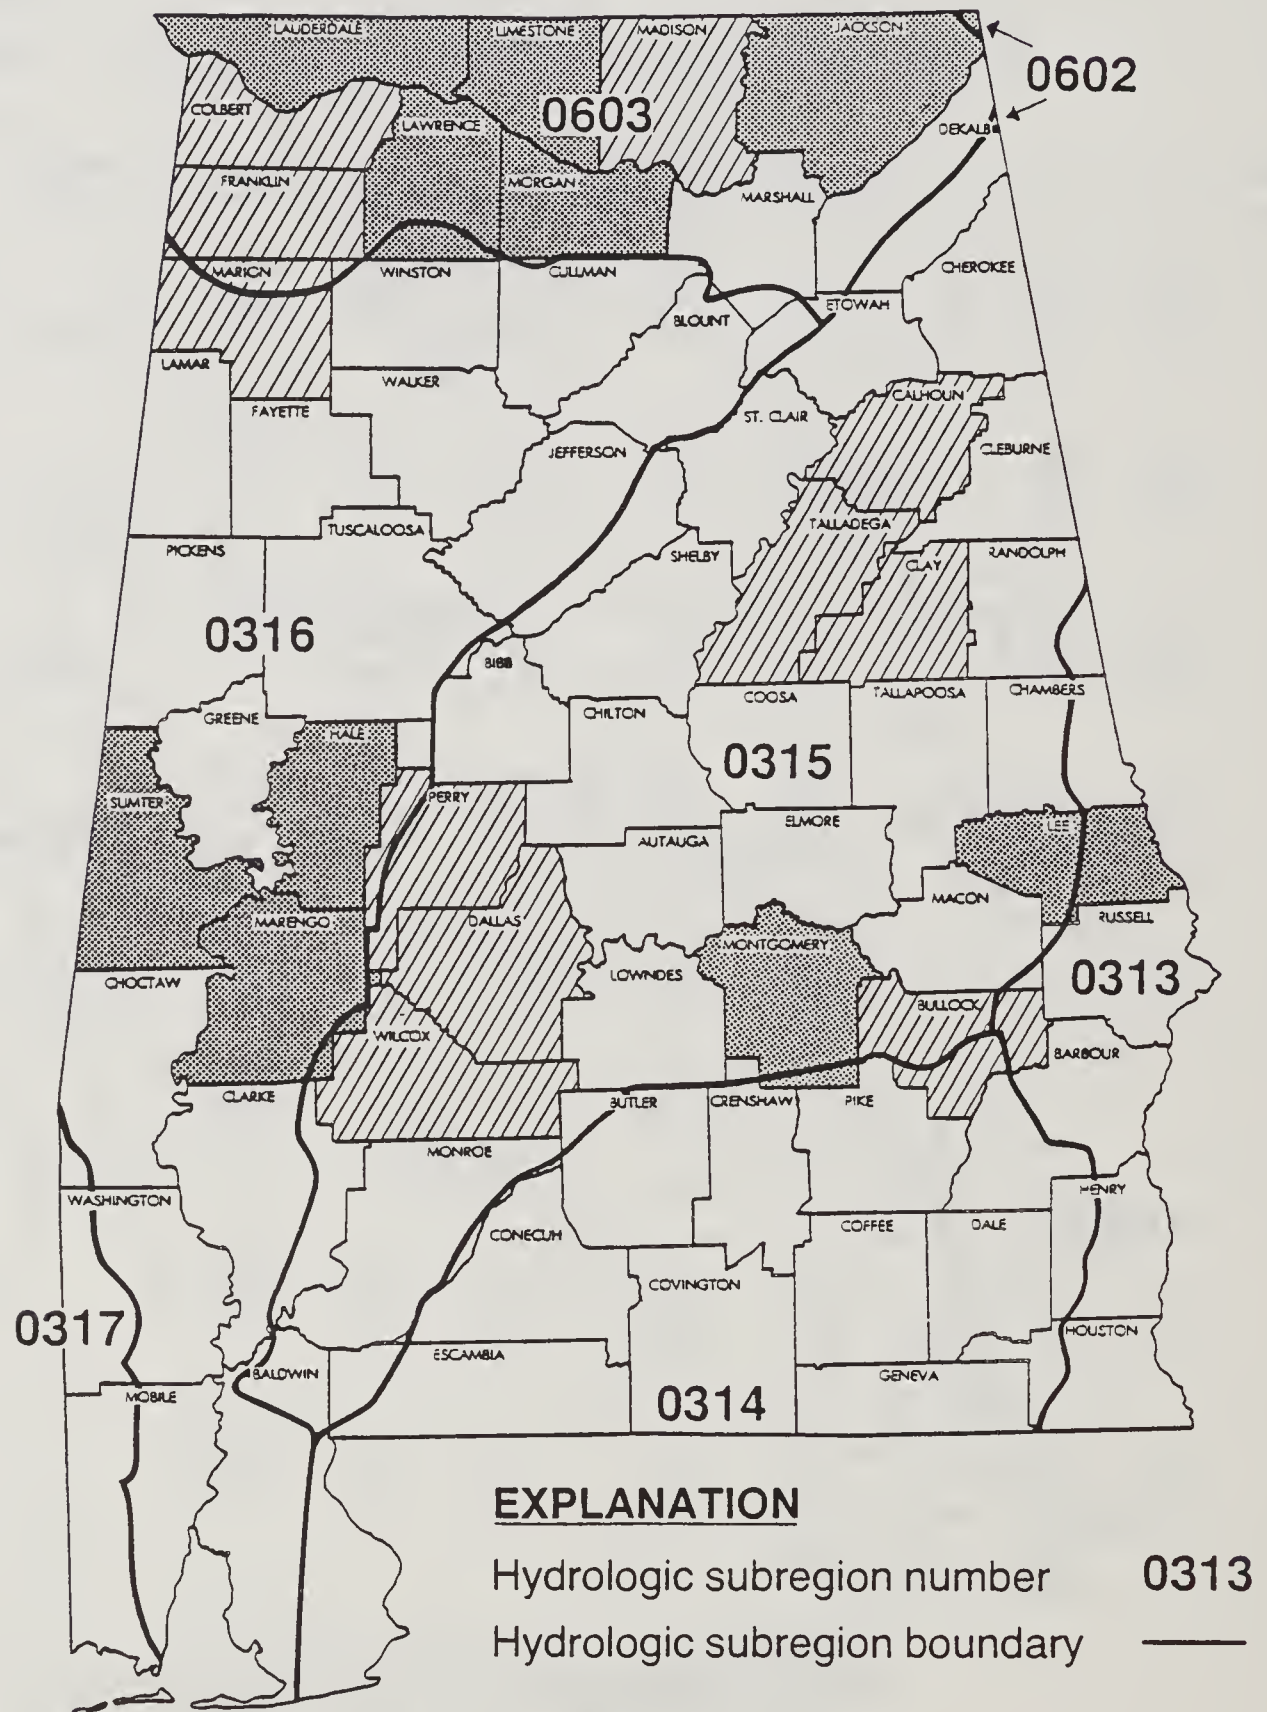 LAUDERDALE
LIMESTONE
MADISON
JACKSON
0602
COLBERT
0603
LAWRENCE
DEKALB
FRANKLIN
MORGAN
MARSHALL
MARION
WINSTON
CULLMAN
CHEROKEE
BLOUNT
ETOWAH
LAMAR
WALKER
CALHOUN
FAYETTE
ST. CLAIR
JEFFERSON
CLEBURNE
TUSCALOOSA
TALLADEGA
PICKENS
SHELBY
CLAY
RANDOLPH
0316
BIBB
GREENE
CHILTON
COOSA
TALLAPOOSA
CHAMBERS
HALE
0315
SUMTER
PERRY
ELMORE
LEE
AUTAUGA
MACON
MARENGO
DALLAS
MONTGOMERY
RUSSELL
CHOCTAW
LOWNDES
0313
BULLOCK
WILCOX
BARBOUR
CLARKE
BUTLER
CRENSHAW
PIKE
MONROE
WASHINGTON
HENRY
CONECUH
COFFEE
DALE
COVINGTON
0317
HOUSTON
ESCAMBIA
BALDWIN
GENEVA
MOBILE
0314
EXPLANATION
Hydrologic subregion number 0313
Hydrologic subregion boundary